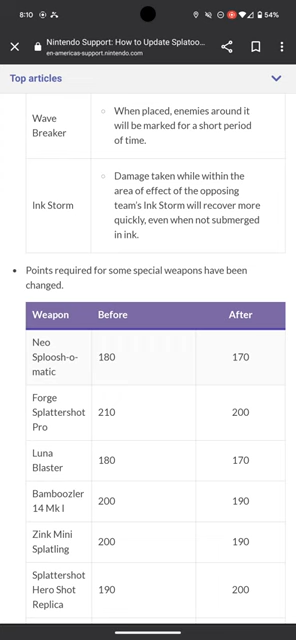 8:10
54%
Nintendo Support: How to Update Splatoo...
en-americas-support.nintendo.com
Top articles
Wave
Breaker
When placed, enemies around it
will be marked for a short period
of time.
Ink Storm
Damage taken while within the
area of effect of the opposing
team's Ink Storm will recover more
quickly, even when not submerged
in ink.
Points required for some special weapons have been
changed.
Weapon Before After
Neo
Sploosh-o-
matic
180 170
Forge
Splattershot
Pro
210 200
Luna
Blaster
180 170
Bamboozler
14 Mk I
200 190
Zink Mini
Splatling
200 190
Splattershot
Hero Shot
Replica
190 200